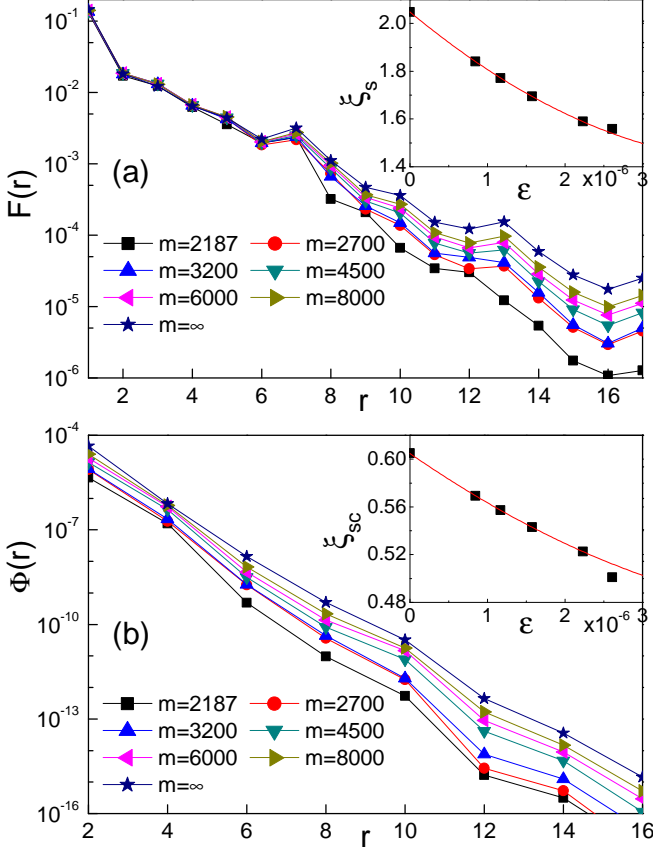 10⁻¹
10⁻²
10⁻³
10⁻⁴
10⁻⁵
10⁻⁶
F(r)
(a)
m=2187 m=2700
m=3200 m=4500
m=6000 m=8000
m=∞
2 4 6 8 10 12 14 16
r
2.0
1.8
1.6
1.4
ξs
0 1 2 x10⁻⁶ 3
ε
10⁻⁴
10⁻⁷
10⁻¹⁰
10⁻¹³
10⁻¹⁶
Φ(r)
(b)
m=2187 m=2700
m=3200 m=4500
m=6000 m=8000
m=∞
2 4 6 8 10 12 14 16
r
0.60
0.56
0.52
0.48
ξsc
0 1 2 x10⁻⁶ 3
ε